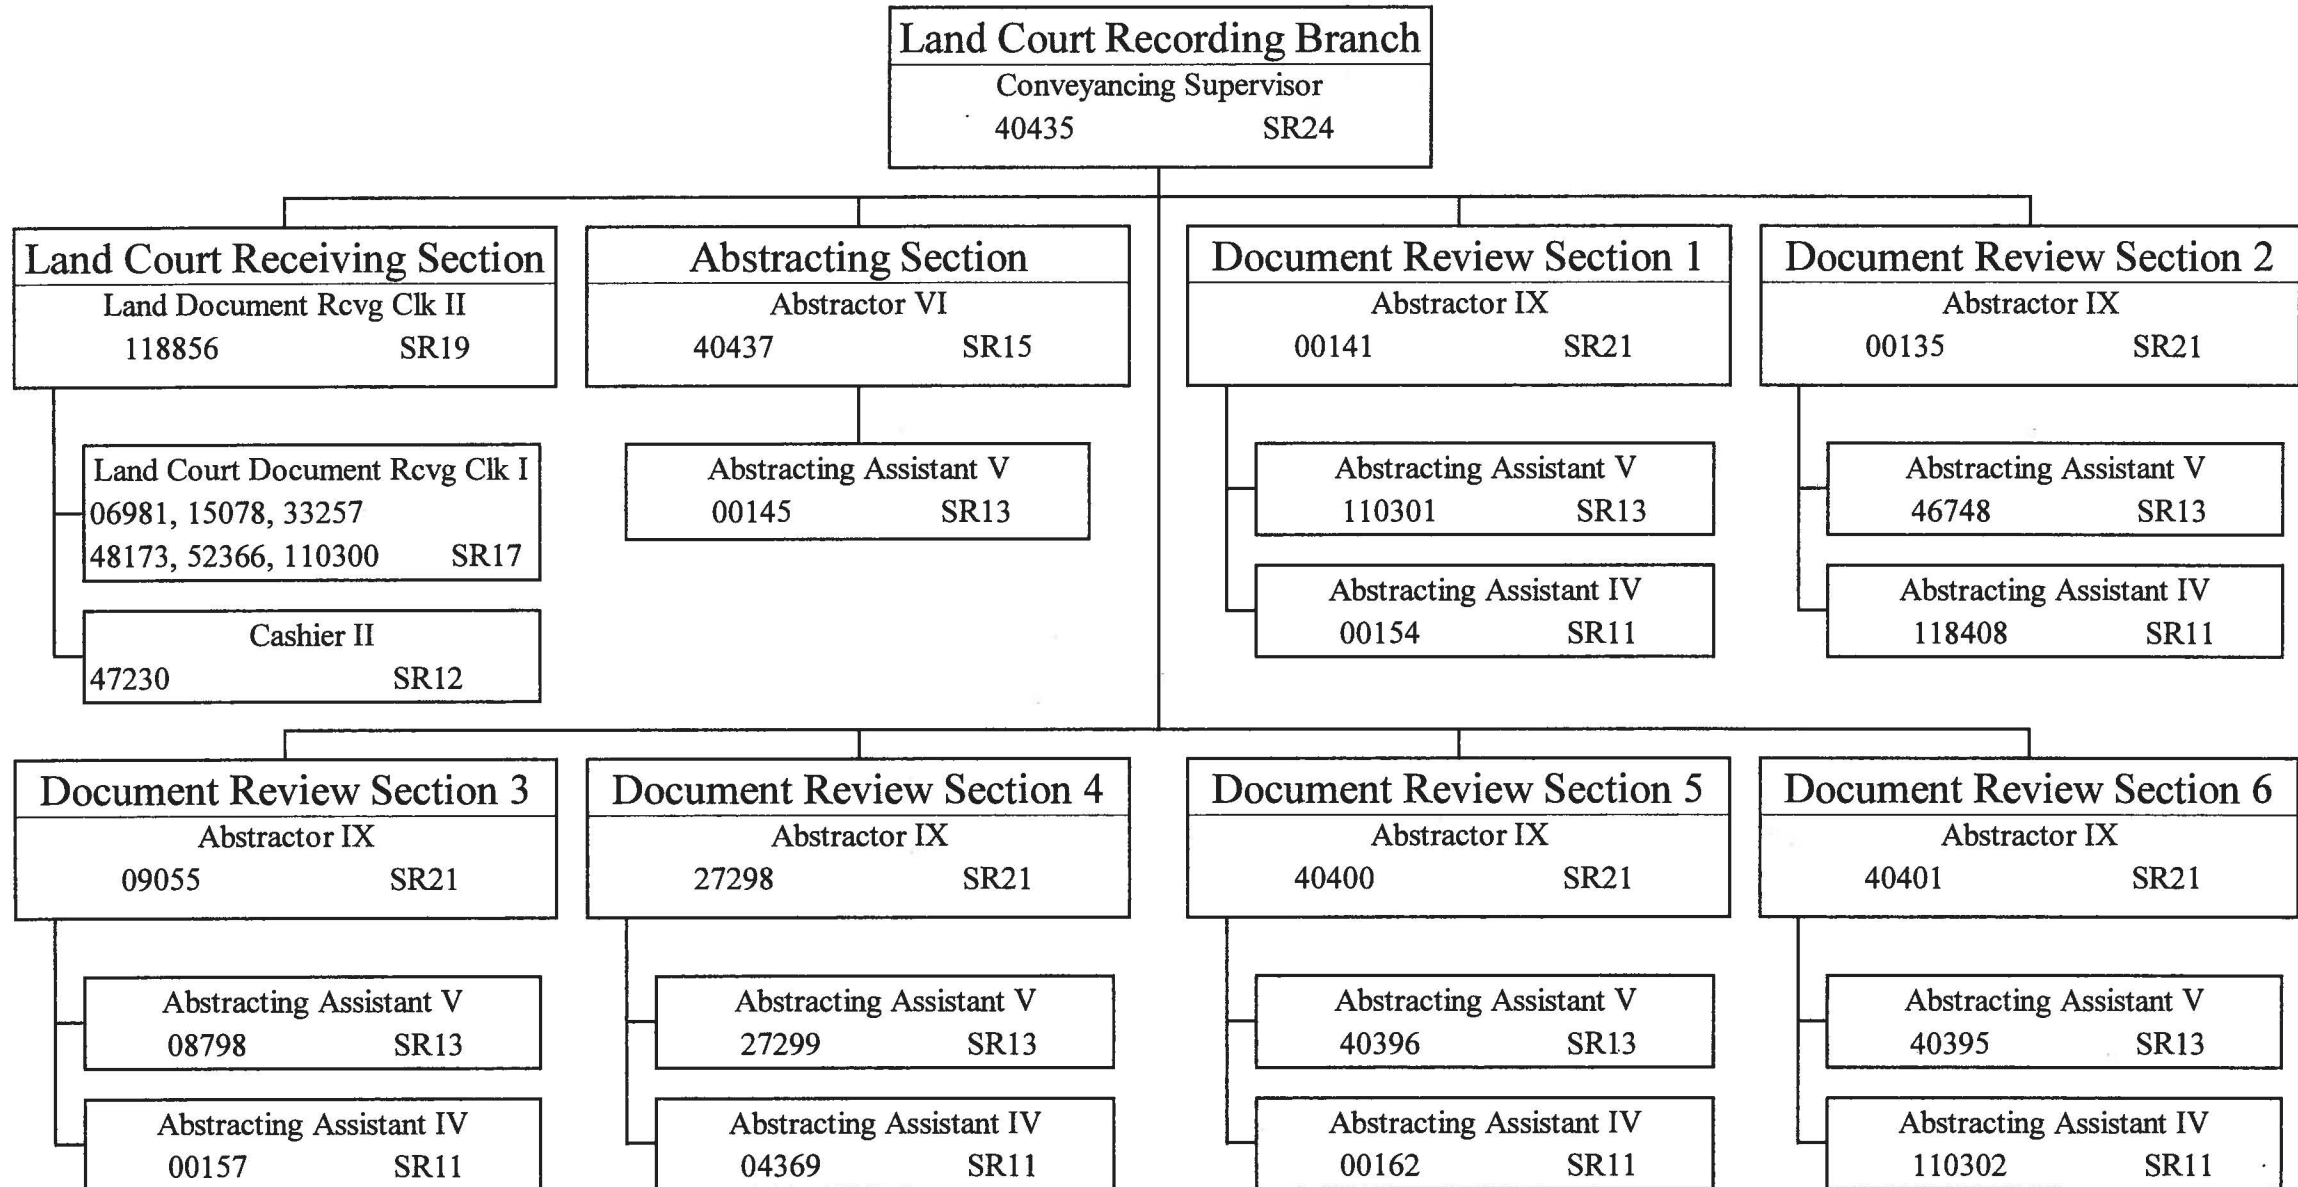 Land Court Recording Branch
Conveyancing Supervisor
40435 SR24
Land Court Receiving Section
Land Document Rcvg Clk II
118856 SR19
Land Court Document Rcvg Clk I
06981, 15078, 33257
48173, 52366, 110300 SR17
Cashier II
47230 SR12
Abstracting Section
Abstractor VI
40437 SR15
Abstracting Assistant V
00145 SR13
Document Review Section 1
Abstractor IX
00141 SR21
Abstracting Assistant V
110301 SR13
Abstracting Assistant IV
00154 SR11
Document Review Section 2
Abstractor IX
00135 SR21
Abstracting Assistant V
46748 SR13
Abstracting Assistant IV
118408 SR11
Document Review Section 3
Abstractor IX
09055 SR21
Abstracting Assistant V
08798 SR13
Abstracting Assistant IV
00157 SR11
Document Review Section 4
Abstractor IX
27298 SR21
Abstracting Assistant V
27299 SR13
Abstracting Assistant IV
04369 SR11
Document Review Section 5
Abstractor IX
40400 SR21
Abstracting Assistant V
40396 SR13
Abstracting Assistant IV
00162 SR11
Document Review Section 6
Abstractor IX
40401 SR21
Abstracting Assistant V
40395 SR13
Abstracting Assistant IV
110302 SR11